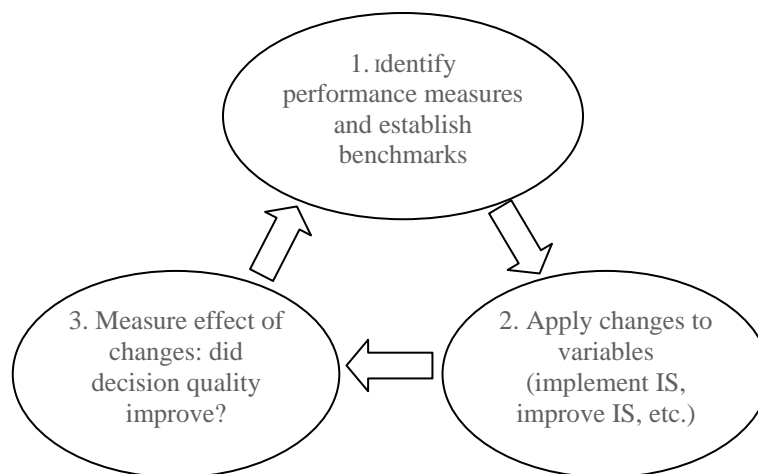 1. Identify
performance measures
and establish
benchmarks
2. Apply changes to
variables
(implement IS,
improve IS, etc.)
3. Measure effect of
changes: did
decision quality
improve?